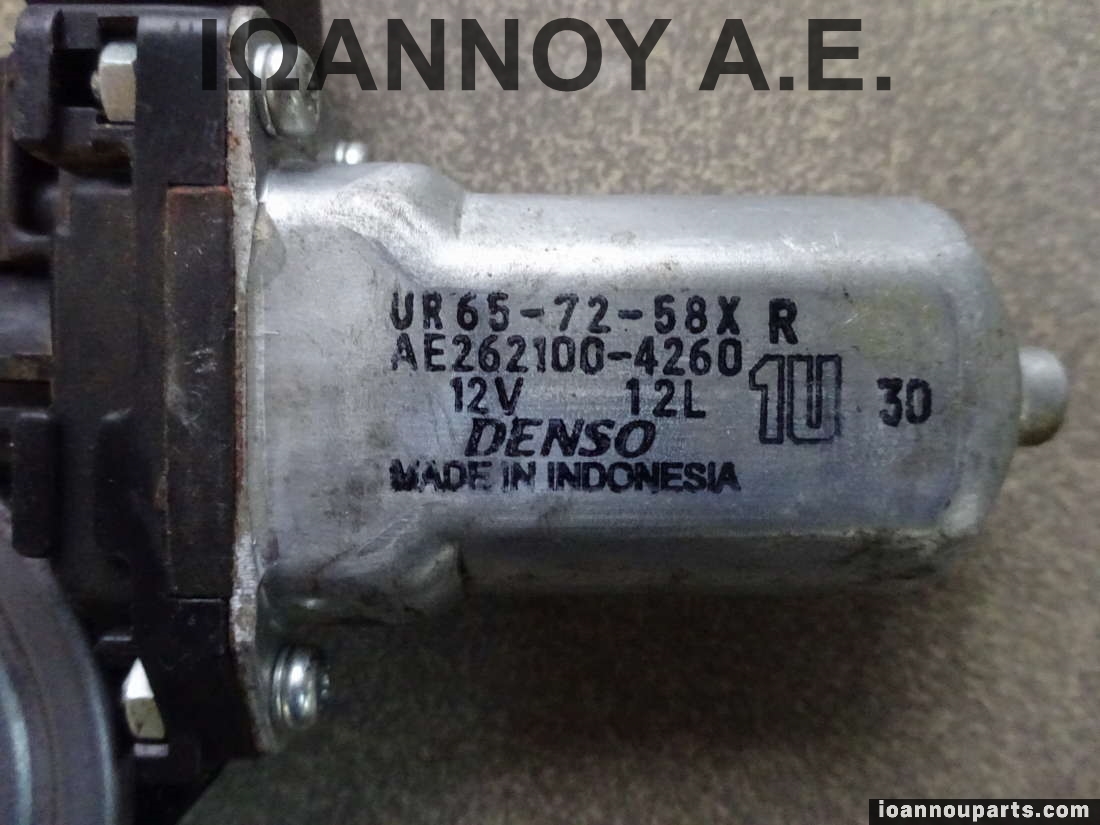 ΙΩΑΝΝΟΥ Α.Ε.
UR65-72-58X R
AE262100-4260
12V 12L 1U 30
DENSO
MADE IN INDONESIA
ioannouparts.com